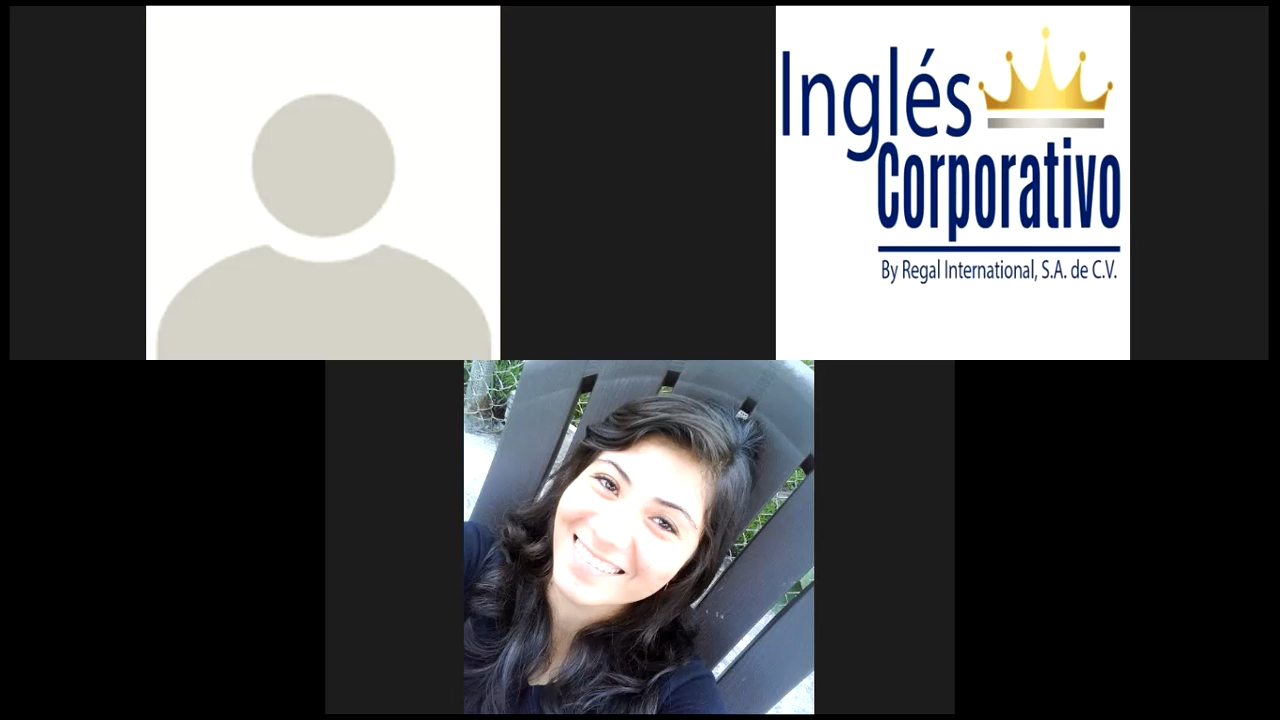 Inglés
Corporativo
By Regal International, S.A. de C.V.